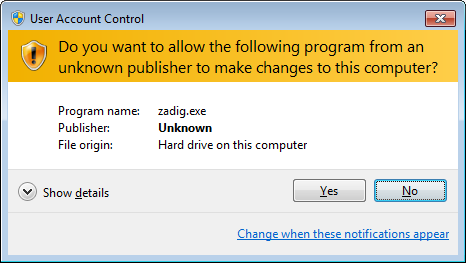 User Account Control
Do you want to allow the following program from an
unknown publisher to make changes to this computer?
Program name: zadig.exe
Publisher: Unknown
File origin: Hard drive on this computer
Show details
Yes
No
Change when these notifications appear